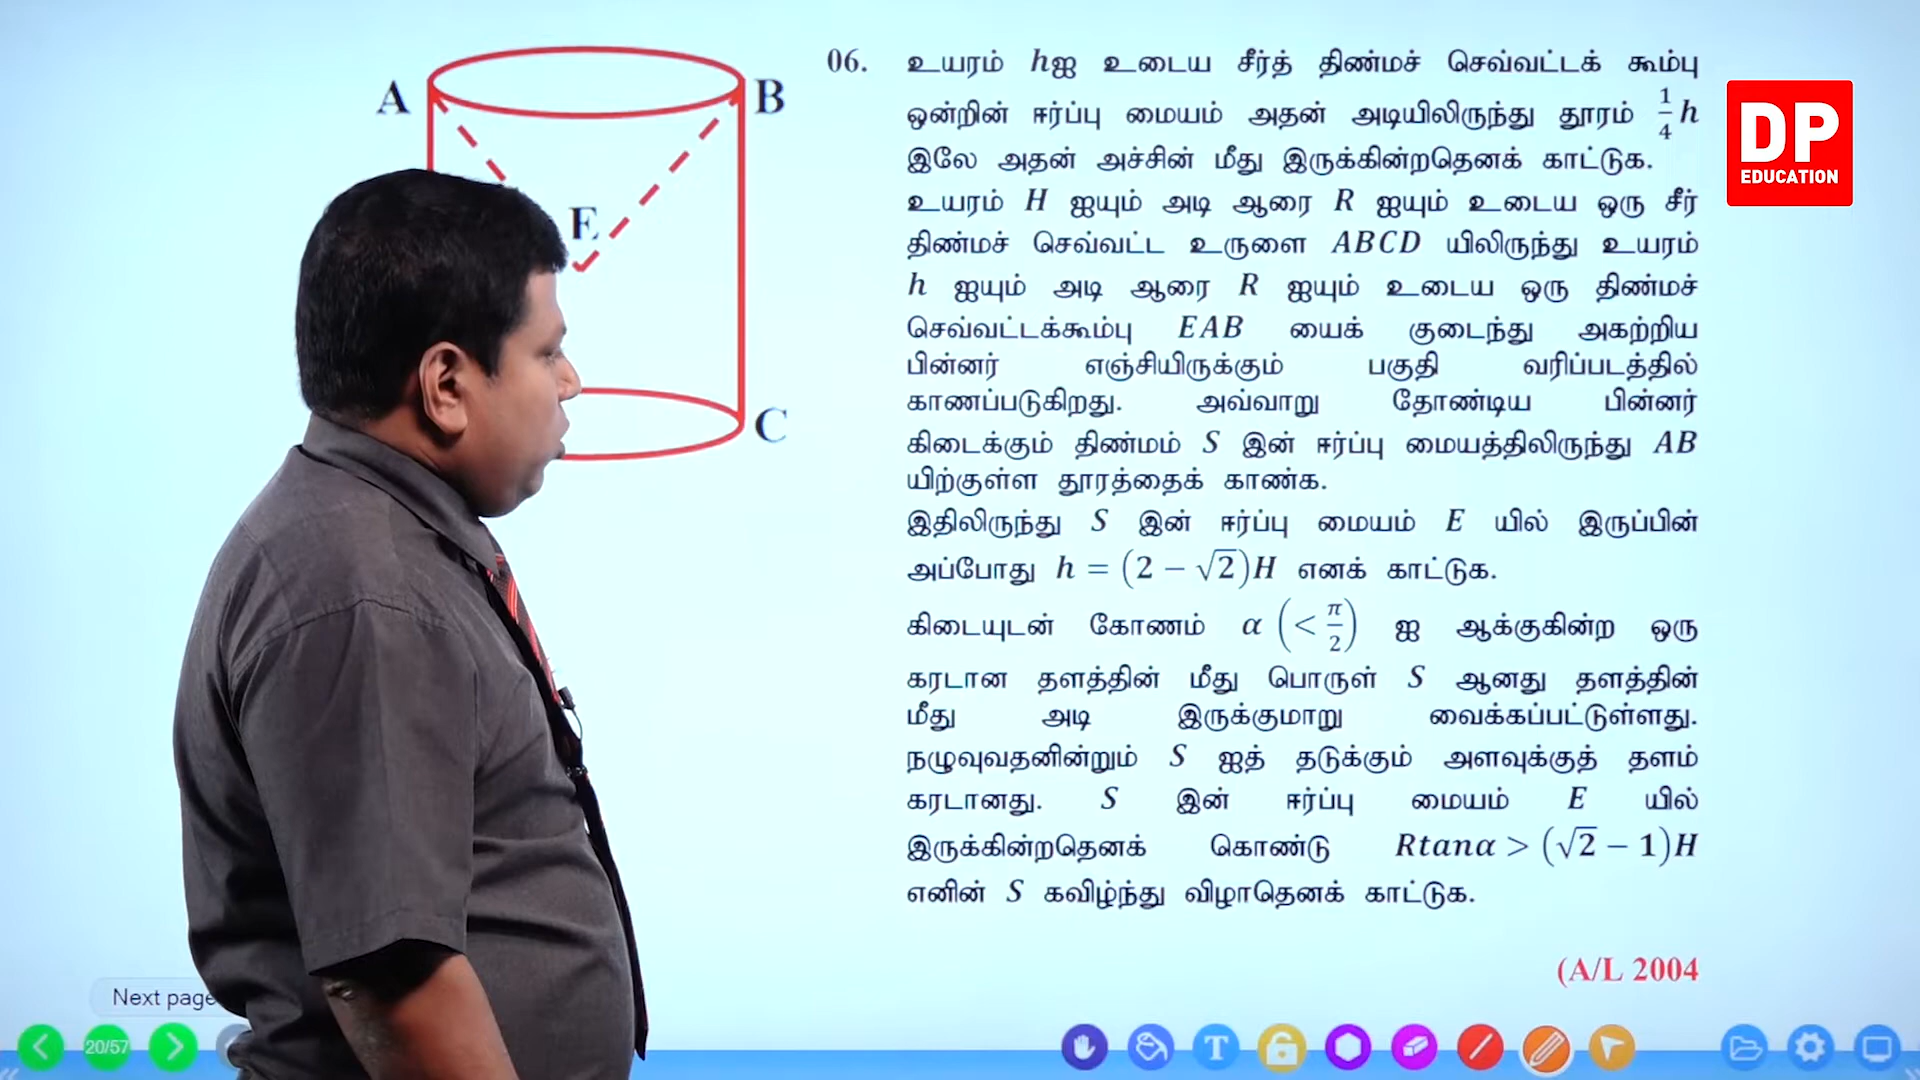 A
B
E
C
06. உயரம் hஐ உடைய சீர்த் திண்மச் செவ்வட்டக் கூம்பு
ஒன்றின் ஈர்ப்பு மையம் அதன் அடியிலிருந்து தூரம் 1/4 h
இலே அதன் அச்சின் மீது இருக்கின்றதெனக் காட்டுக.
உயரம் H ஐயும் அடி ஆரை R ஐயும் உடைய ஒரு சீர்
திண்மச் செவ்வட்ட உருளை ABCD யிலிருந்து உயரம்
h ஐயும் அடி ஆரை R ஐயும் உடைய ஒரு திண்மச்
செவ்வட்டக்கூம்பு EAB யைக் குடைந்து அகற்றிய
பின்னர் எஞ்சியிருக்கும் பகுதி வரிப்படத்தில்
காணப்படுகிறது. அவ்வாறு தோண்டிய பின்னர்
கிடைக்கும் திண்மம் S இன் ஈர்ப்பு மையத்திலிருந்து AB
யிற்குள்ள தூரத்தைக் காண்க.
இதிலிருந்து S இன் ஈர்ப்பு மையம் E யில் இருப்பின்
அப்போது h = (2 − √2)H எனக் காட்டுக.
கிடையுடன் கோணம் α (< π/2) ஐ ஆக்குகின்ற ஒரு
கரடான தளத்தின் மீது பொருள் S ஆனது தளத்தின்
மீது அடி இருக்குமாறு வைக்கப்பட்டுள்ளது.
நழுவுவதனின்றும் S ஐத் தடுக்கும் அளவுக்குத் தளம்
கரடானது. S இன் ஈர்ப்பு மையம் E யில்
இருக்கின்றதெனக் கொண்டு Rtanα > (√2 − 1)H
எனின் S கவிழ்ந்து விழாதெனக் காட்டுக.
(A/L 2004
DP
EDUCATION
Next page
20/57
T